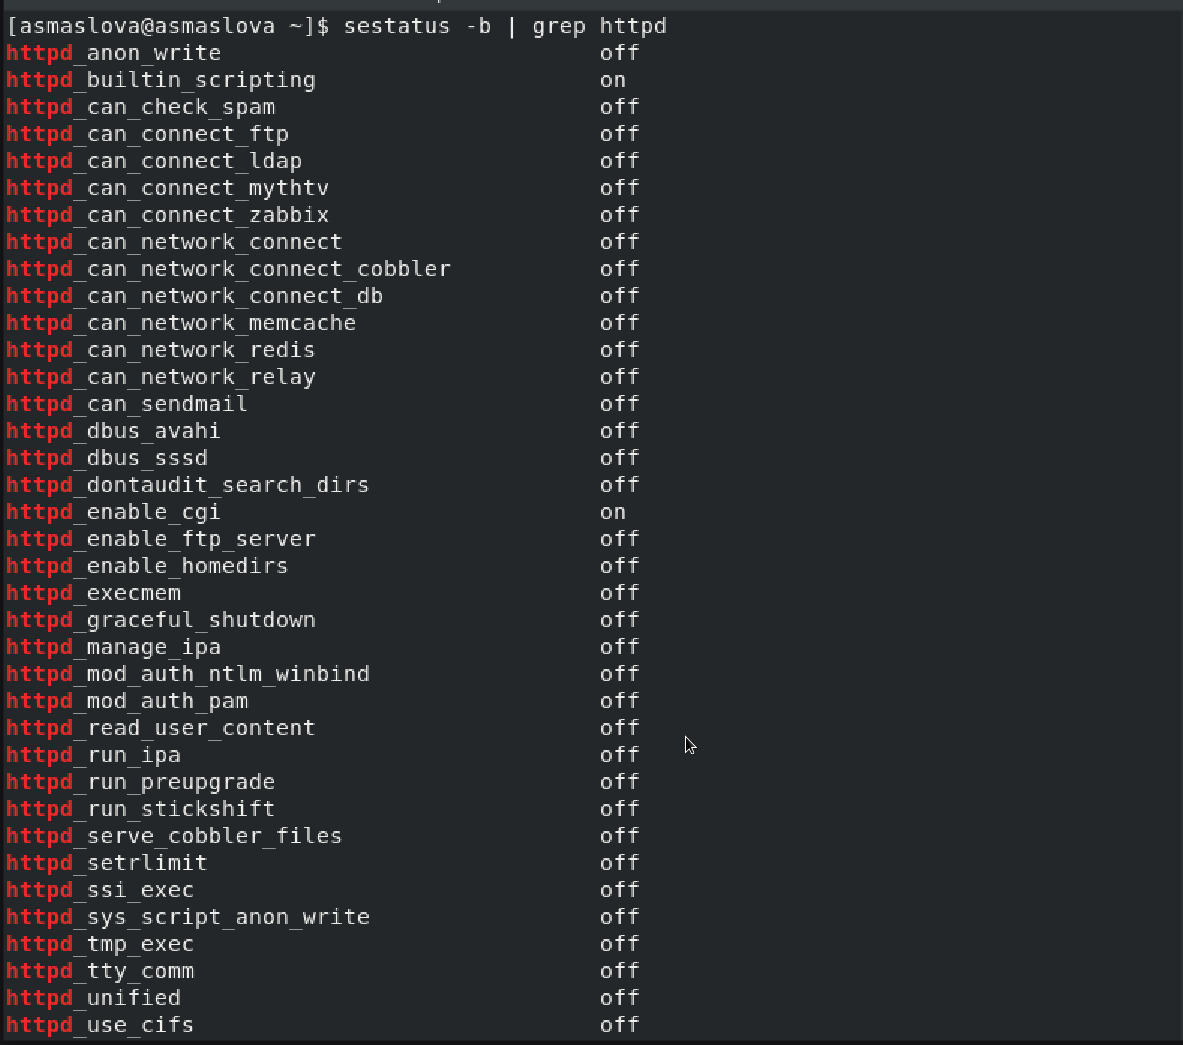 [asmaslova@asmaslova ~]$ sestatus -b | grep httpd
httpd_anon_write off
httpd_builtin_scripting on
httpd_can_check_spam off
httpd_can_connect_ftp off
httpd_can_connect_ldap off
httpd_can_connect_mythtv off
httpd_can_connect_zabbix off
httpd_can_network_connect off
httpd_can_network_connect_cobbler off
httpd_can_network_connect_db off
httpd_can_network_memcache off
httpd_can_network_redis off
httpd_can_network_relay off
httpd_can_sendmail off
httpd_dbus_avahi off
httpd_dbus_sssd off
httpd_dontaudit_search_dirs off
httpd_enable_cgi on
httpd_enable_ftp_server off
httpd_enable_homedirs off
httpd_execmem off
httpd_graceful_shutdown off
httpd_manage_ipa off
httpd_mod_auth_ntlm_winbind off
httpd_mod_auth_pam off
httpd_read_user_content off
httpd_run_ipa off
httpd_run_preupgrade off
httpd_run_stickshift off
httpd_serve_cobbler_files off
httpd_setrlimit off
httpd_ssi_exec off
httpd_sys_script_anon_write off
httpd_tmp_exec off
httpd_tty_comm off
httpd_unified off
httpd_use_cifs off